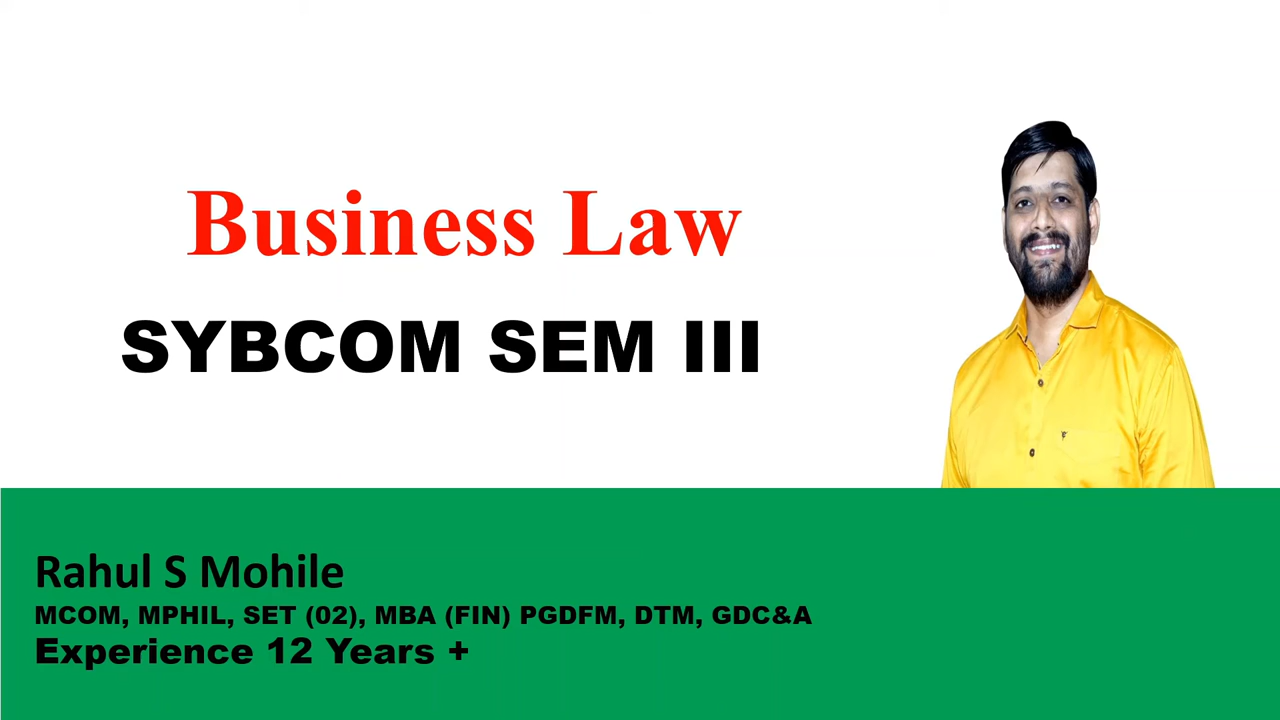 Business Law
SYBCOM SEM III
Rahul S Mohile
MCOM, MPHIL, SET (02), MBA (FIN) PGDFM, DTM, GDC&A
Experience 12 Years +